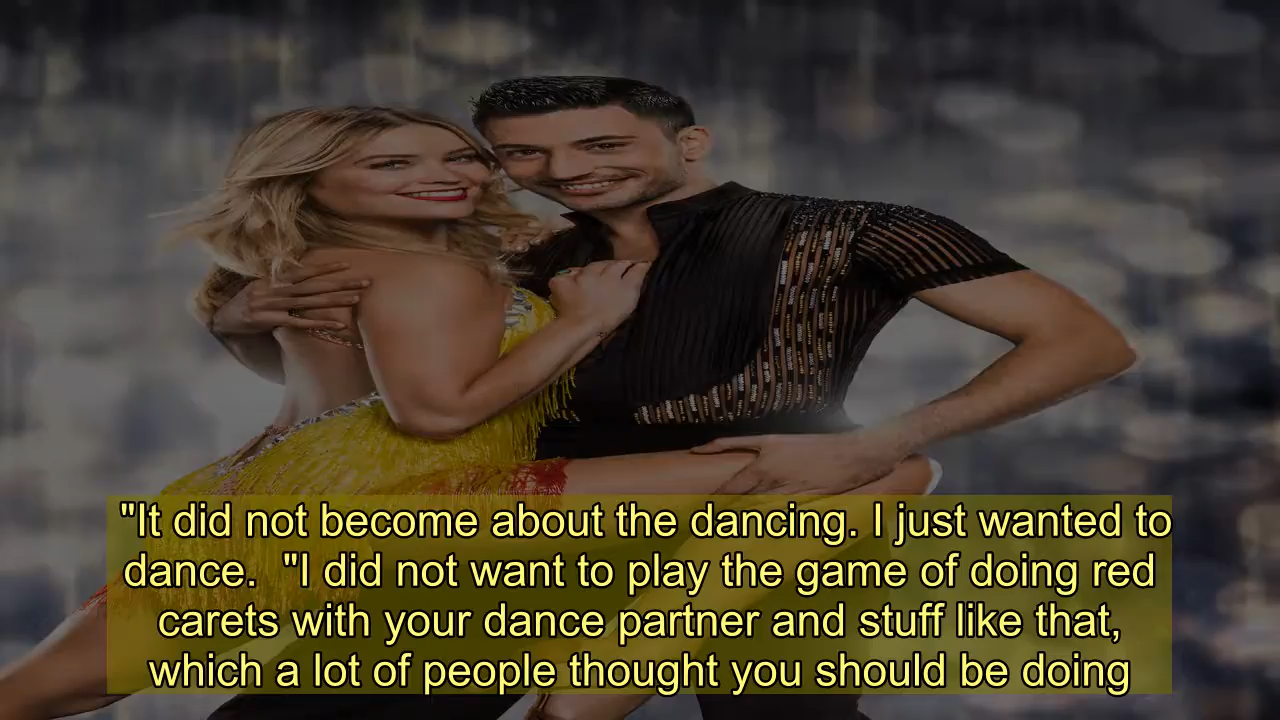 "It did not become about the dancing. I just wanted to
dance.  "I did not want to play the game of doing red
carets with your dance partner and stuff like that,
which a lot of people thought you should be doing